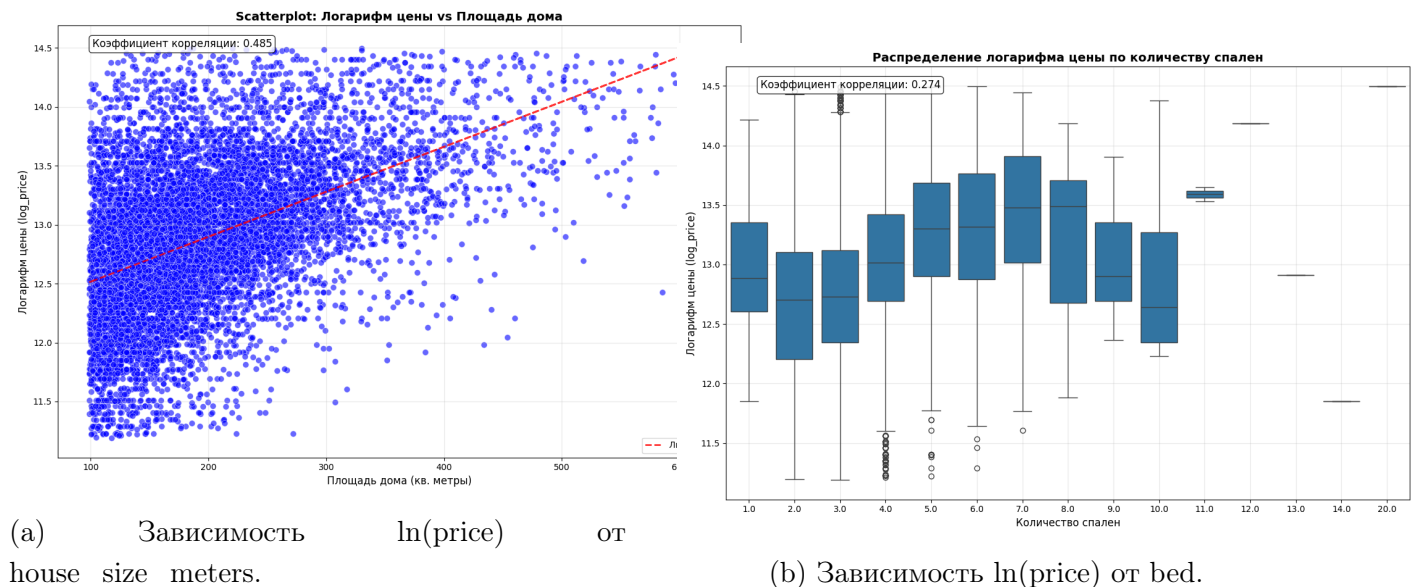 Scatterplot: Логарифм цены vs Площадь дома
Коэффициент корреляции: 0.485
14.5
14.0
13.5
13.0
12.5
12.0
11.5
Логарифм цены (log_price)
100 200 300 400 500 6
Площадь дома (кв. метры)
(a) Зависимость ln(price) от
house size meters.
Распределение логарифма цены по количеству спален
Коэффициент корреляции: 0.274
14.5
14.0
13.5
13.0
12.5
12.0
11.5
Логарифм цены (log_price)
1.0 2.0 3.0 4.0 5.0 6.0 7.0 8.0 9.0 10.0 11.0 12.0 13.0 14.0 20.0
Количество спален
(b) Зависимость ln(price) от bed.